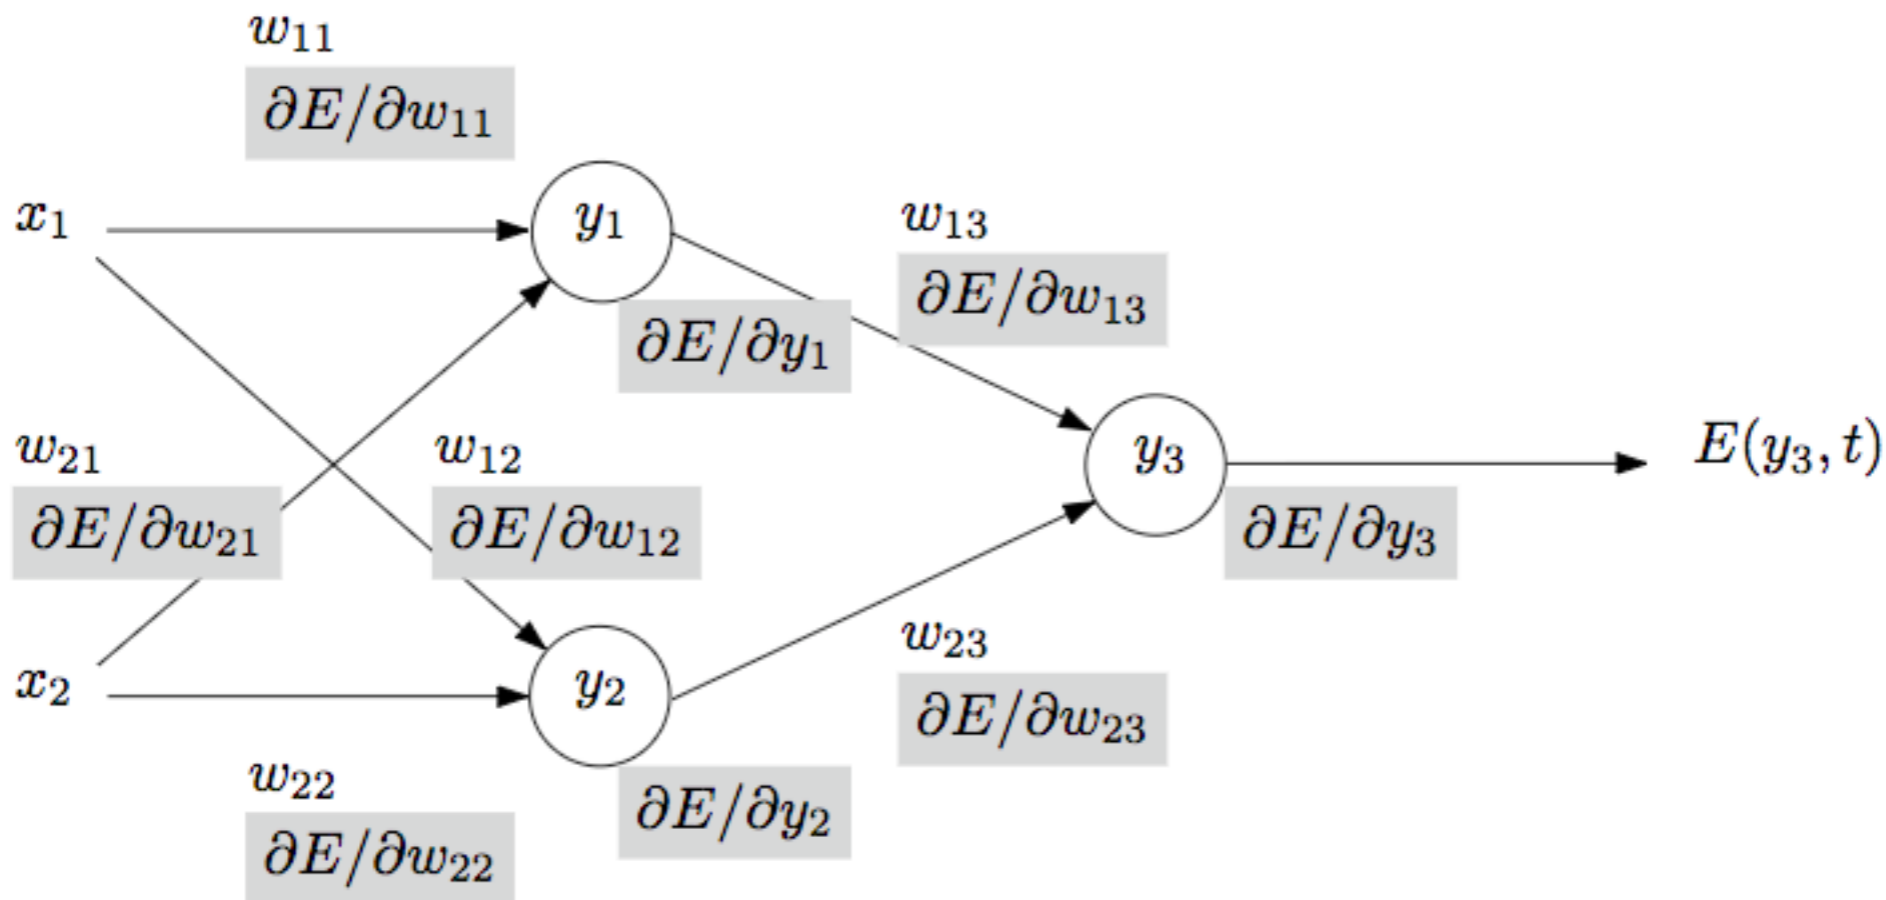 w₁₁
∂E/∂w₁₁
x₁
y₁
w₁₃
∂E/∂w₁₃
∂E/∂y₁
w₂₁
∂E/∂w₂₁
w₁₂
∂E/∂w₁₂
y₃
E(y₃, t)
∂E/∂y₃
x₂
y₂
w₂₃
∂E/∂w₂₃
w₂₂
∂E/∂w₂₂
∂E/∂y₂